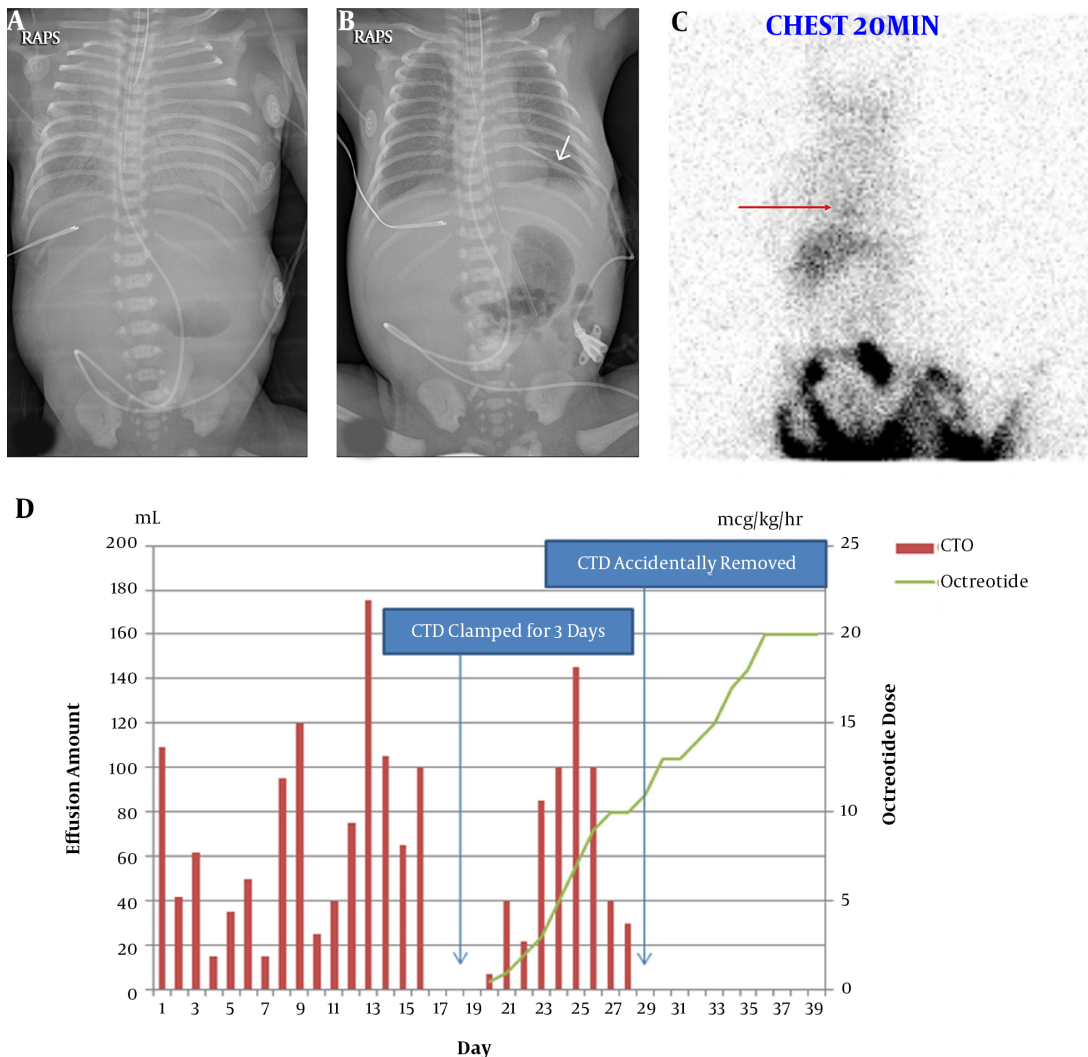 A
RAPS
B
RAPS
C
CHEST 20MIN
D
mL
mcg/kg/hr
200
180
160
140
120
100
80
60
40
20
0
25
20
15
10
5
0
CTD Accidentally Removed
CTD Clamped for 3 Days
CTO
Octreotide
Effusion Amount
Octreotide Dose
1 3 5 7 9 11 13 15 17 19 21 23 25 27 29 31 33 35 37 39
Day